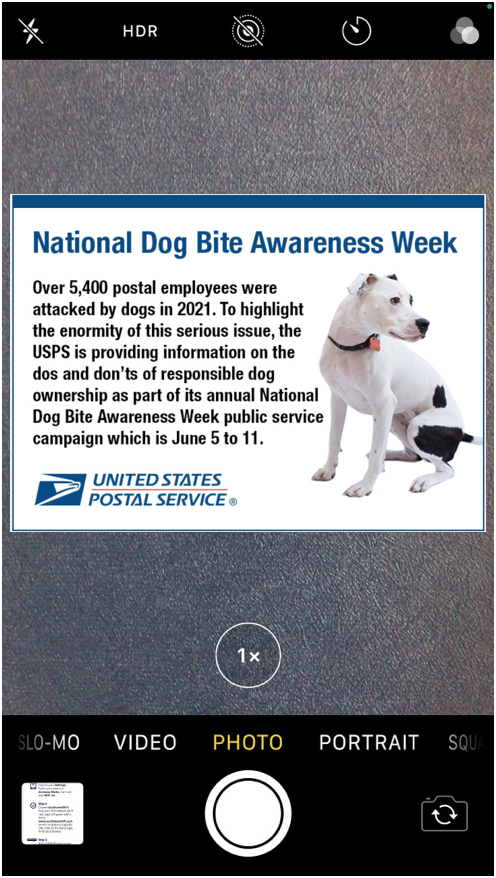 HDR
National Dog Bite Awareness Week
Over 5,400 postal employees were
attacked by dogs in 2021. To highlight
the enormity of this serious issue, the
USPS is providing information on the
dos and don'ts of responsible dog
ownership as part of its annual National
Dog Bite Awareness Week public service
campaign which is June 5 to 11.
UNITED STATES
POSTAL SERVICE ®
1×
SLO-MO VIDEO PHOTO PORTRAIT SQUA